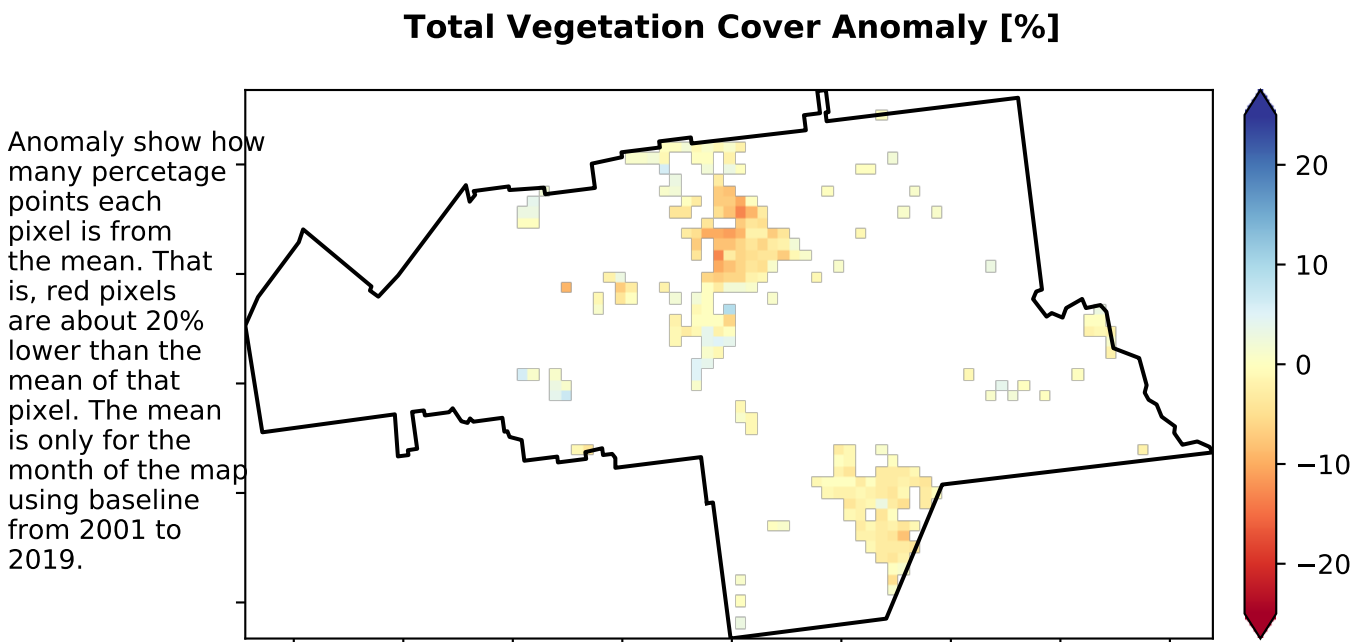 Total Vegetation Cover Anomaly [%]
Anomaly show how
many percetage
points each
pixel is from
the mean. That
is, red pixels
are about 20%
lower than the
mean of that
pixel. The mean
is only for the
month of the map
using baseline
from 2001 to
2019.
20
10
0
−10
−20